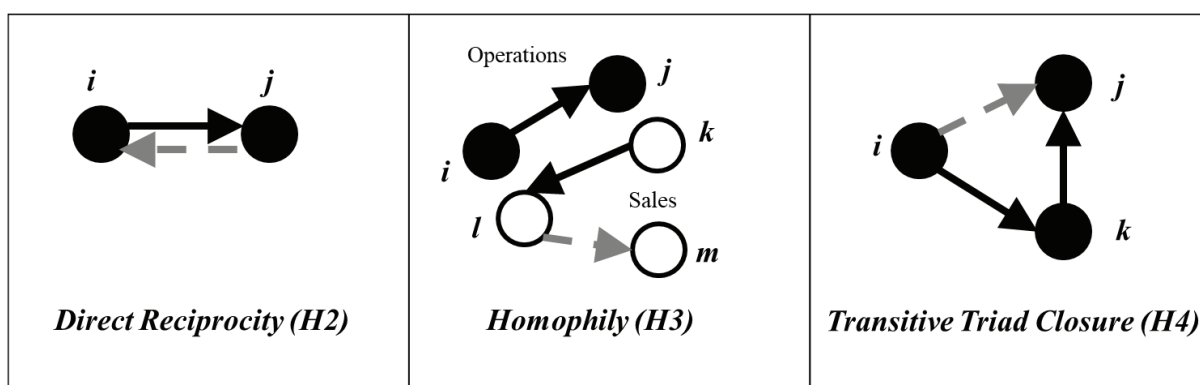 i
j
Direct Reciprocity (H2)
Operations
j
i
k
l
Sales
m
Homophily (H3)
j
i
k
Transitive Triad Closure (H4)